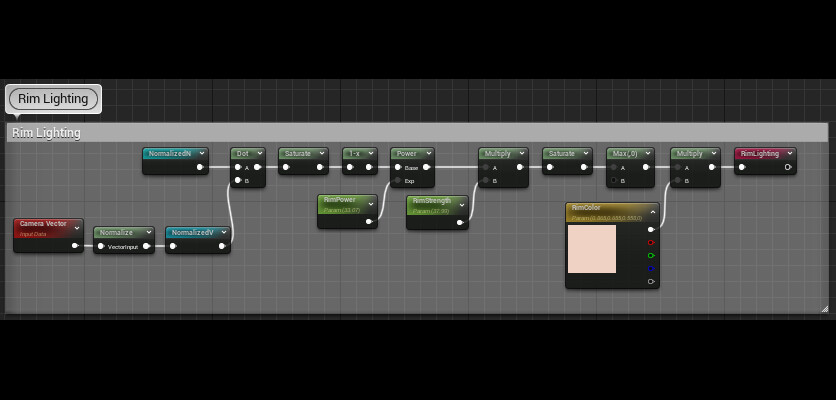 Rim Lighting
Rim Lighting
NormalizedN
Dot
A
B
Saturate
1-x
Power
Base
Exp
Multiply
A
B
Saturate
Max(,0)
A
B
Multiply
A
B
RimLighting
RimPower
RimStrength
RimColor
Camera Vector
Input Data
Normalize
VectorInput
NormalizedV